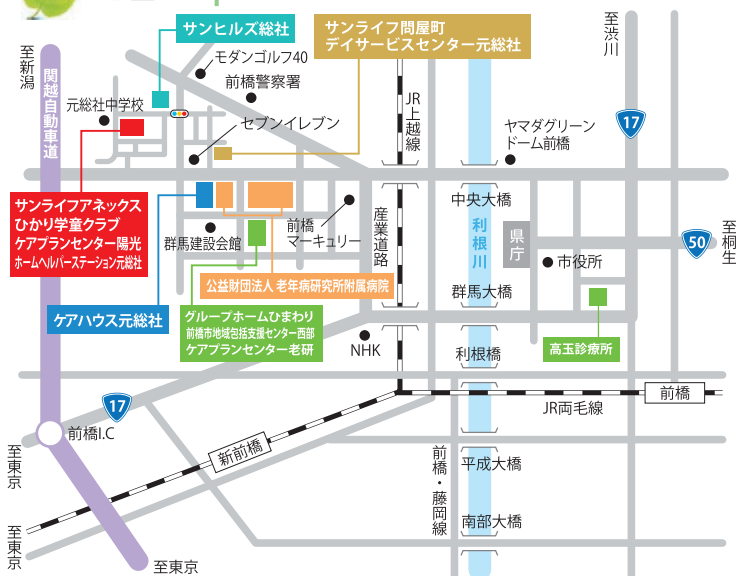 サンヒルズ総社
サンライフ問屋町
デイサービスセンター元総社
至渋川
至新潟
関越自動車道
モダンゴルフ40
前橋警察署
元総社中学校
セブンイレブン
JR上越線
ヤマダグリーン
ドーム前橋
17
サンライフアネックス
ひかり学童クラブ
ケアプランセンター陽光
ホームヘルパーステーション元総社
群馬建設会館
前橋
マーキュリー
産業道路
中央大橋
利根川
県庁
市役所
50
至桐生
公益財団法人 老年病研究所附属病院
群馬大橋
ケアハウス元総社
グループホームひまわり
前橋市地域包括支援センター西部
ケアプランセンター老研
NHK
利根橋
高玉診療所
17
前橋I.C
JR両毛線
前橋
至東京
新前橋
前橋・藤岡線
平成大橋
南部大橋
至東京
至東京